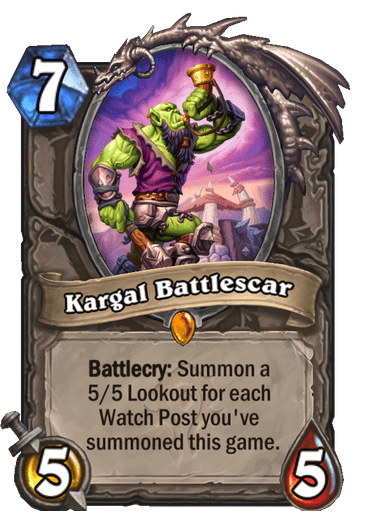 7
Kargal Battlescar
Battlecry: Summon a
5/5 Lookout for each
Watch Post you've
summoned this game.
5
5